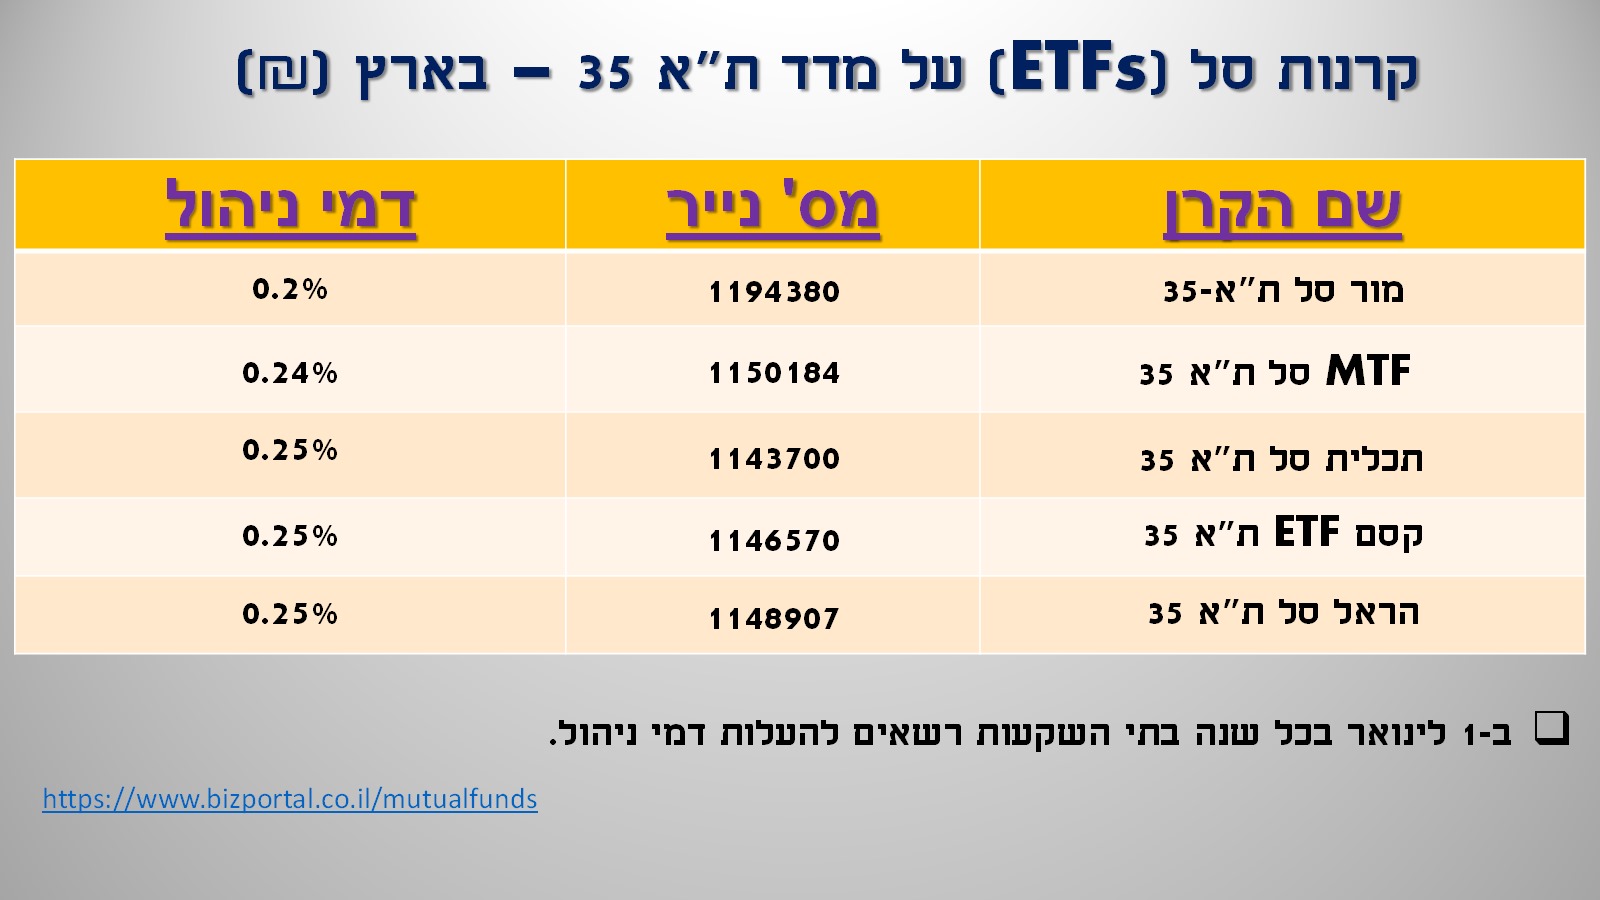 קרנות סל (ETFs) על מדד ת"א 35 – בארץ (₪)
שם הקרן מס' נייר דמי ניהול
מור סל ת"א-35 1194380 0.2%
MTF סל ת"א 35 1150184 0.24%
תכלית סל ת"א 35 1143700 0.25%
קסם ETF ת"א 35 1146570 0.25%
הראל סל ת"א 35 1148907 0.25%
ב-1 לינואר בכל שנה בתי השקעות רשאים להעלות דמי ניהול.
https://www.bizportal.co.il/mutualfunds